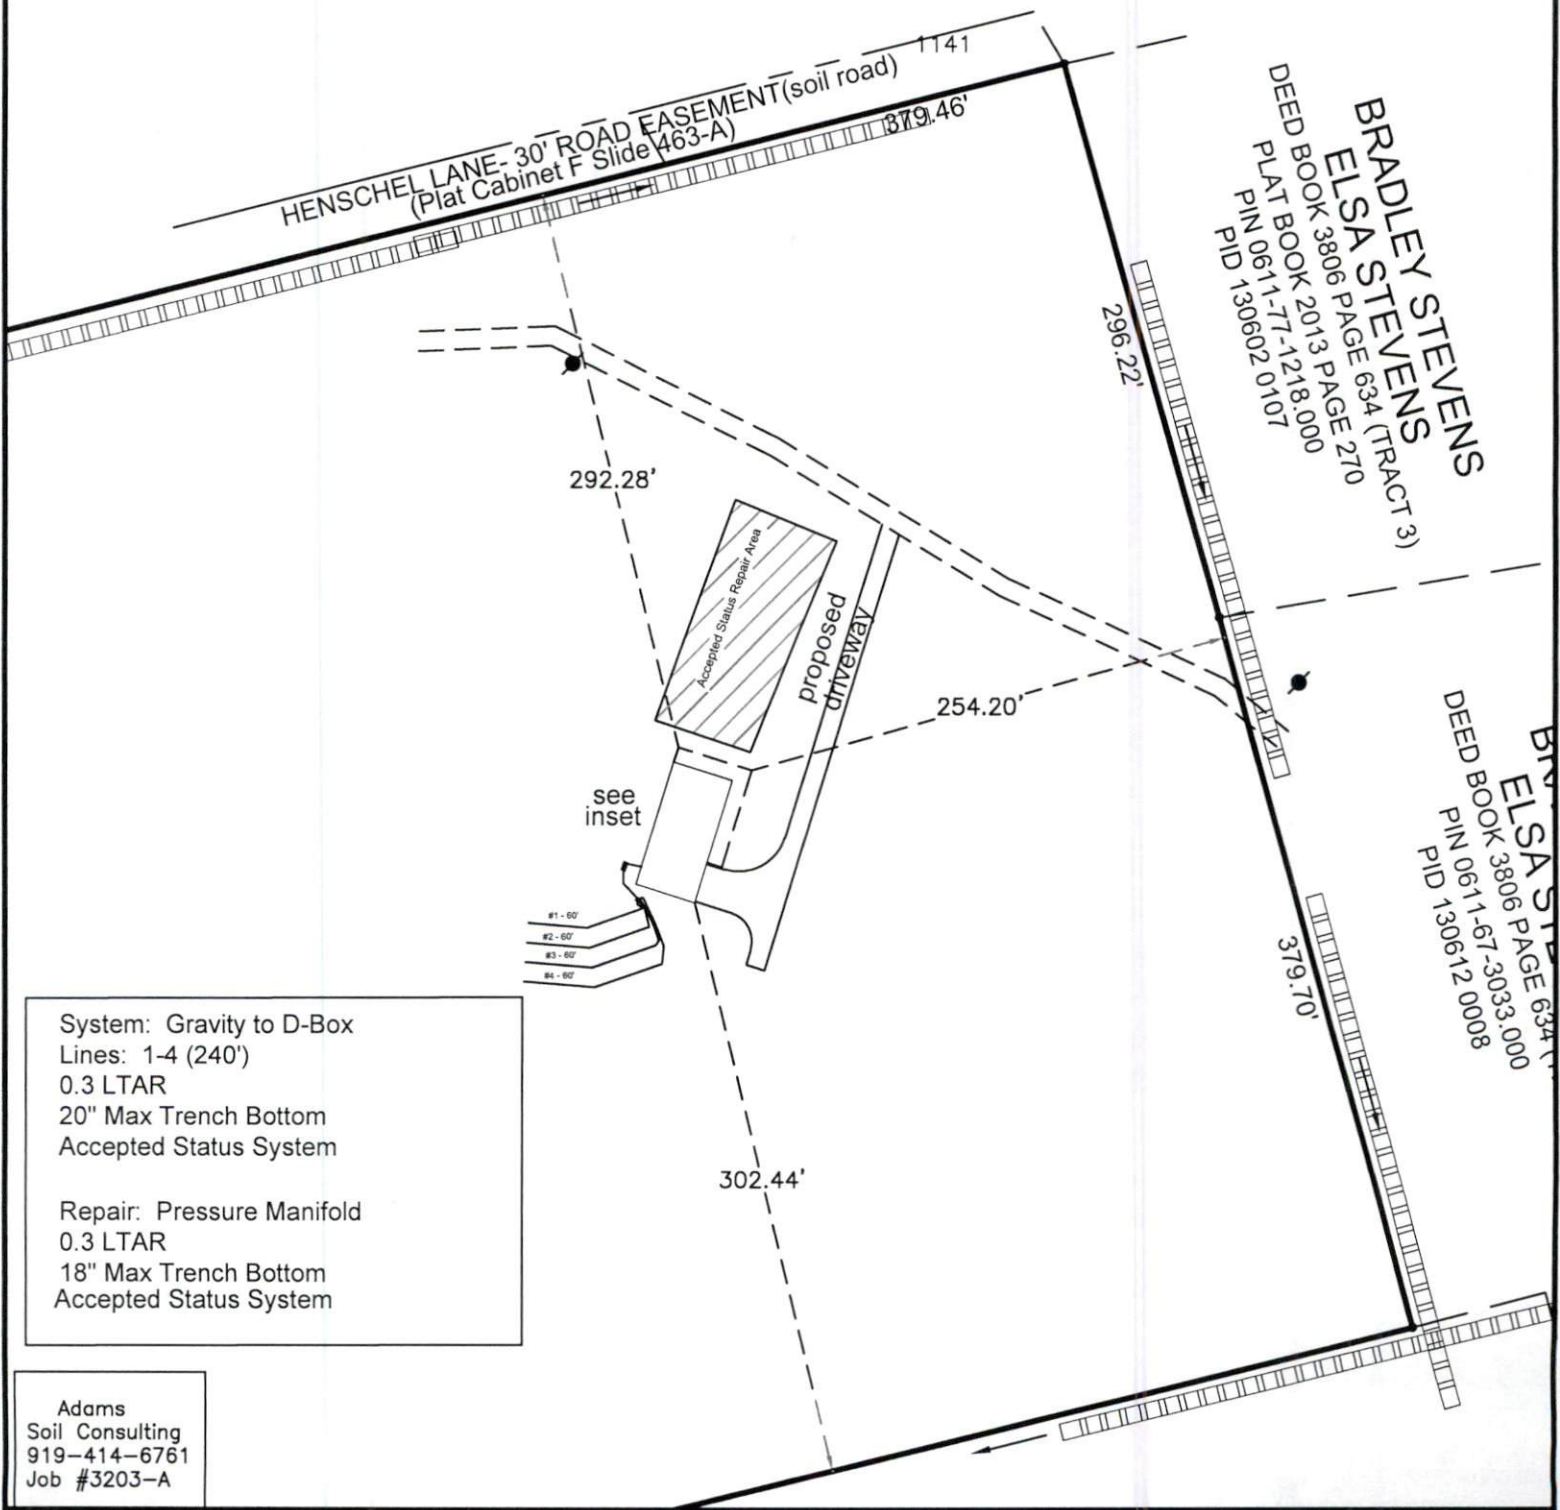 1141
HENSCHEL LANE- 30' ROAD EASEMENT(soil road)
(Plat Cabinet F Slide 463-A)
379.46'
BRADLEY STEVENS
ELSA STEVENS
DEED BOOK 3806 PAGE 634 (TRACT 3)
PLAT BOOK 2013 PAGE 270
PIN 0611-77-1218.000
PID 130602 0107
296.22'
292.28'
Accepted Status Repair Area
proposed
driveway
254.20'
see
inset
#1 - 60'
#2 - 60'
#3 - 60'
#4 - 60'
ELSA
DEED BOOK 3806 PAGE 634
PIN 0611-67-3033.000
PID 130612 0008
379.70'
302.44'
System: Gravity to D-Box
Lines: 1-4 (240')
0.3 LTAR
20" Max Trench Bottom
Accepted Status System
Repair: Pressure Manifold
0.3 LTAR
18" Max Trench Bottom
Accepted Status System
Adams
Soil Consulting
919-414-6761
Job #3203-A